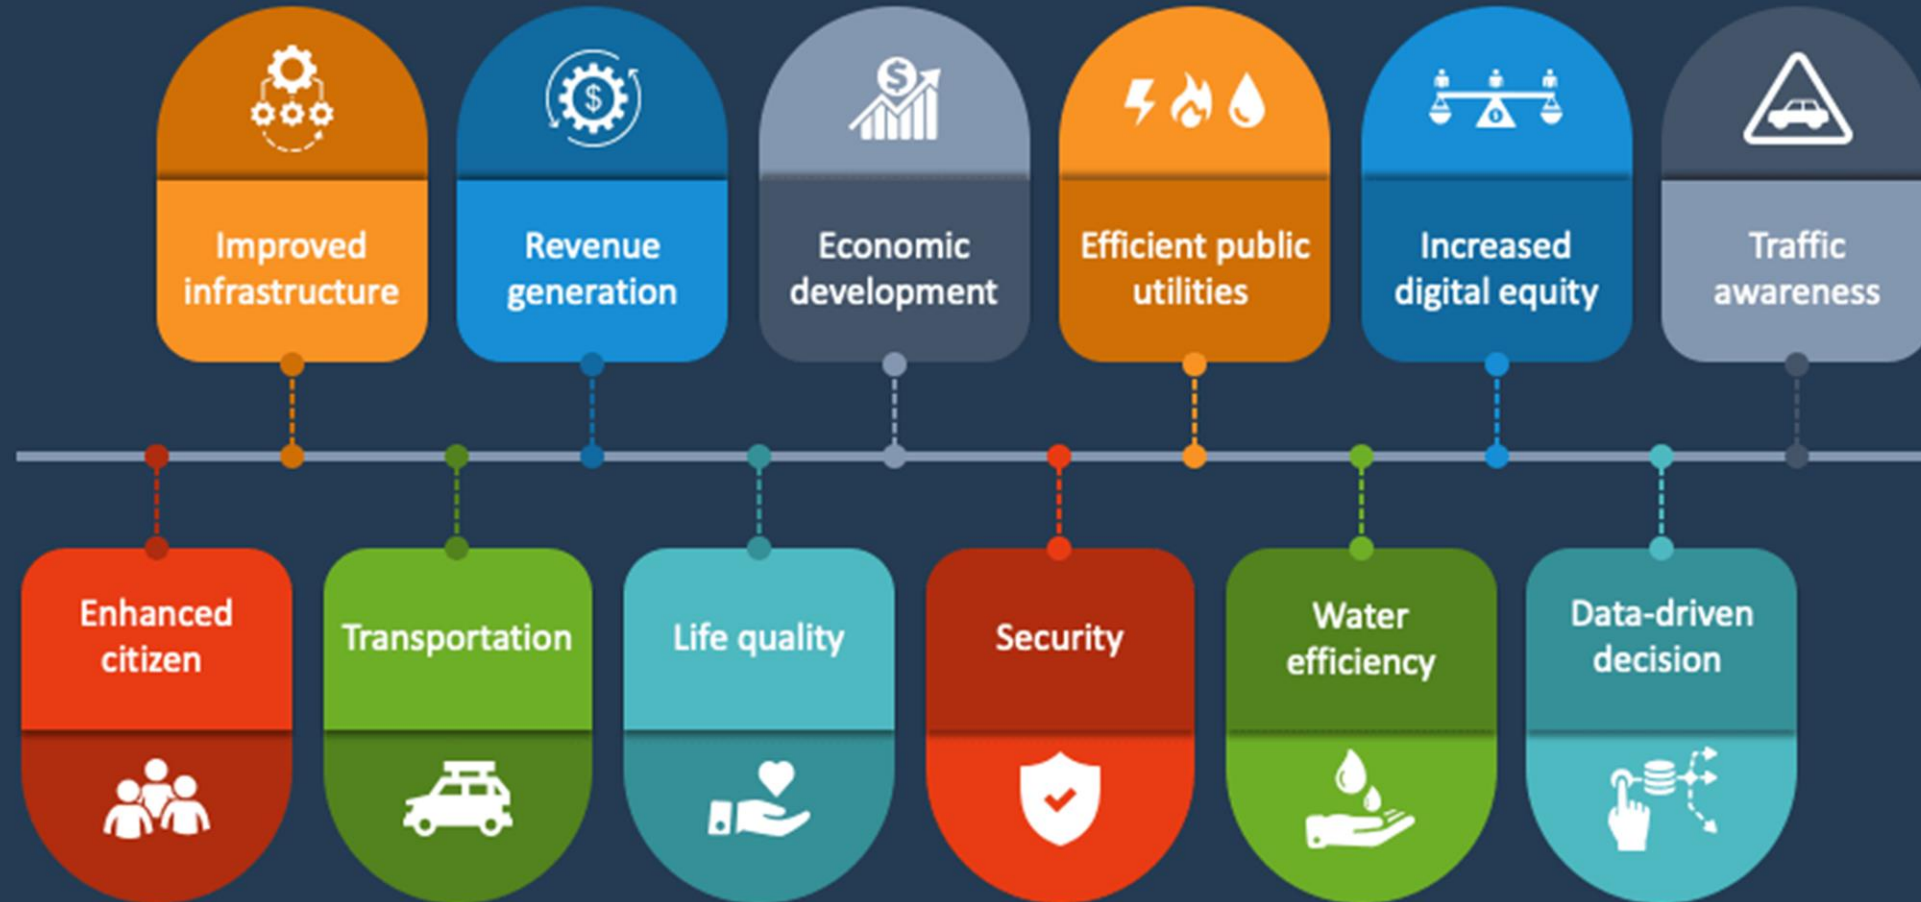 Improved
infrastructure
Revenue
generation
Economic
development
Efficient public
utilities
Increased
digital equity
Traffic
awareness
Enhanced
citizen
Transportation
Life quality
Security
Water
efficiency
Data-driven
decision